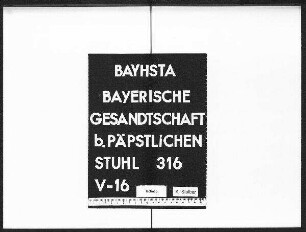 BAYHSTA
BAYERISCHE
GESANDTSCHAFT
b. PÄPSTLICHEN
STUHL 316
V-16